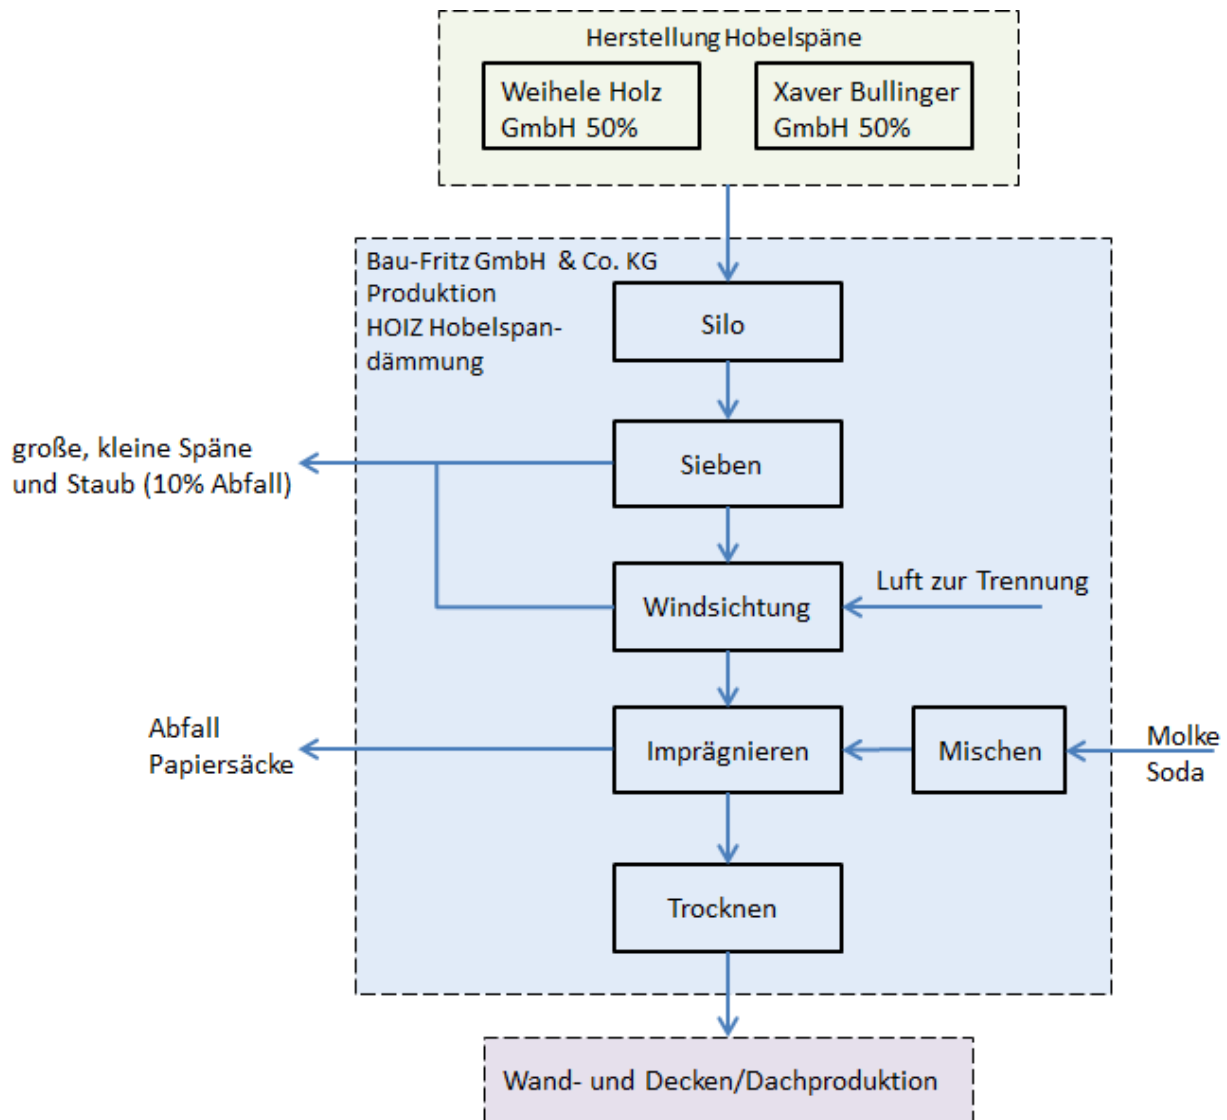 Herstellung Hobelspäne
Weihele Holz
GmbH 50%
Xaver Bullinger
GmbH 50%
Bau-Fritz GmbH & Co. KG
Produktion
HOIZ Hobelspan-
dämmung
Silo
große, kleine Späne
und Staub (10% Abfall)
Sieben
Windsichtung
Luft zur Trennung
Abfall
Papiersäcke
Imprägnieren
Mischen
Molke
Soda
Trocknen
Wand- und Decken/Dachproduktion